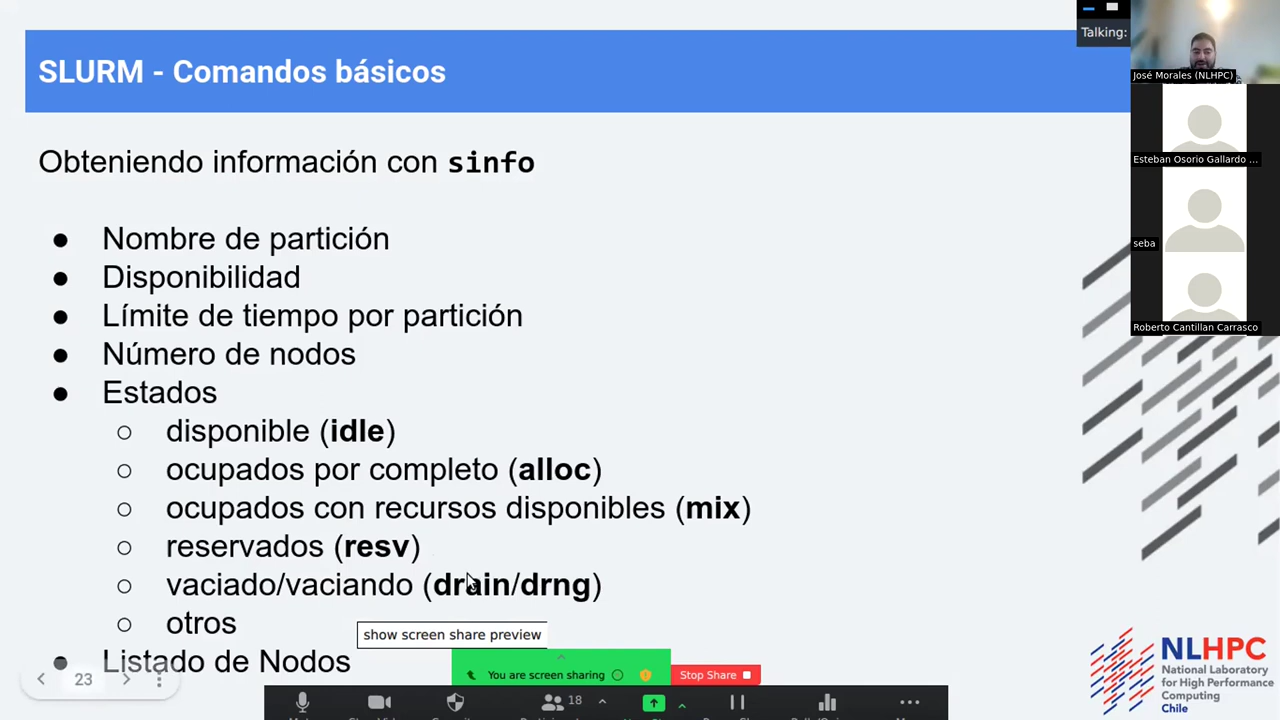 SLURM - Comandos básicos
Talking:
José Morales (NLHPC)
Esteban Osorio Gallardo ...
seba
Roberto Cantillan Carrasco
Obteniendo información con sinfo
● Nombre de partición
● Disponibilidad
● Límite de tiempo por partición
● Número de nodos
● Estados
○ disponible (idle)
○ ocupados por completo (alloc)
○ ocupados con recursos disponibles (mix)
○ reservados (resv)
○ vaciado/vaciando (drain/drng)
○ otros
● Listado de Nodos
show screen share preview
23
You are screen sharing
Stop Share
18
NLHPC
National Laboratory
for High Performance
Computing
Chile